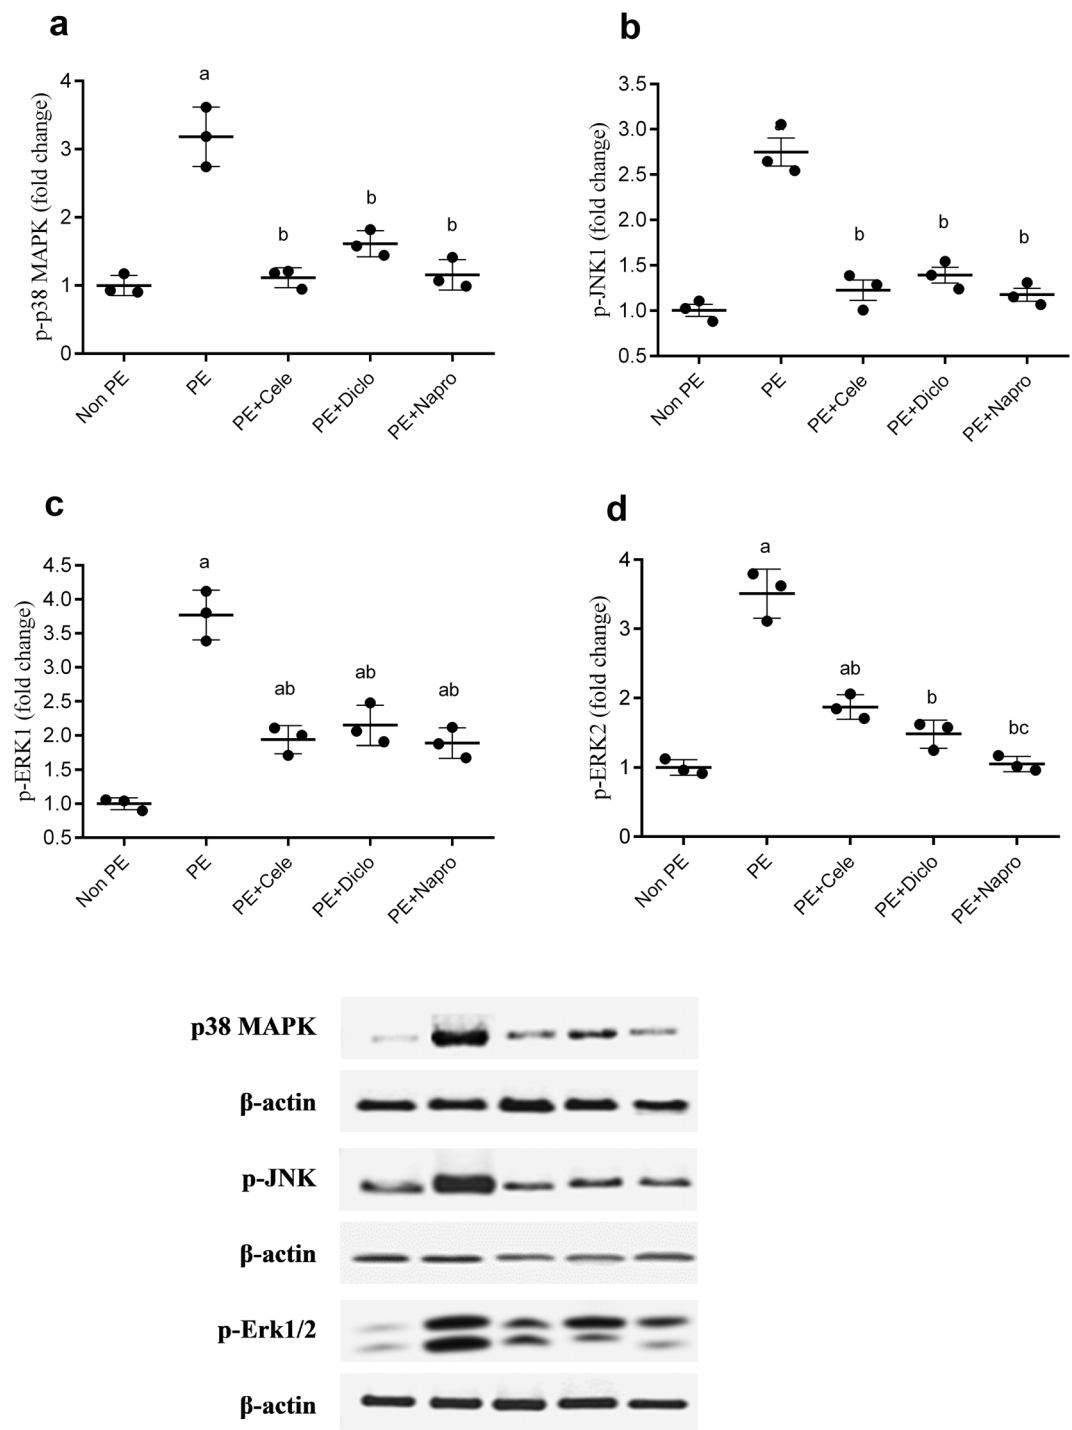 a
p-p38 MAPK (fold change)
4
3
2
1
0
a
b
b
b
Non PE
PE
PE+Cele
PE+Diclo
PE+Napro
b
p-JNK1 (fold change)
3.5
3.0
2.5
2.0
1.5
1.0
0.5
b
b
b
Non PE
PE
PE+Cele
PE+Diclo
PE+Napro
c
p-ERK1 (fold change)
4.5
4.0
3.5
3.0
2.5
2.0
1.5
1.0
0.5
a
ab
ab
ab
Non PE
PE
PE+Cele
PE+Diclo
PE+Napro
d
p-ERK2 (fold change)
4
3
2
1
0
a
ab
b
bc
Non PE
PE
PE+Cele
PE+Diclo
PE+Napro
p38 MAPK
β-actin
p-JNK
β-actin
p-Erk1/2
β-actin